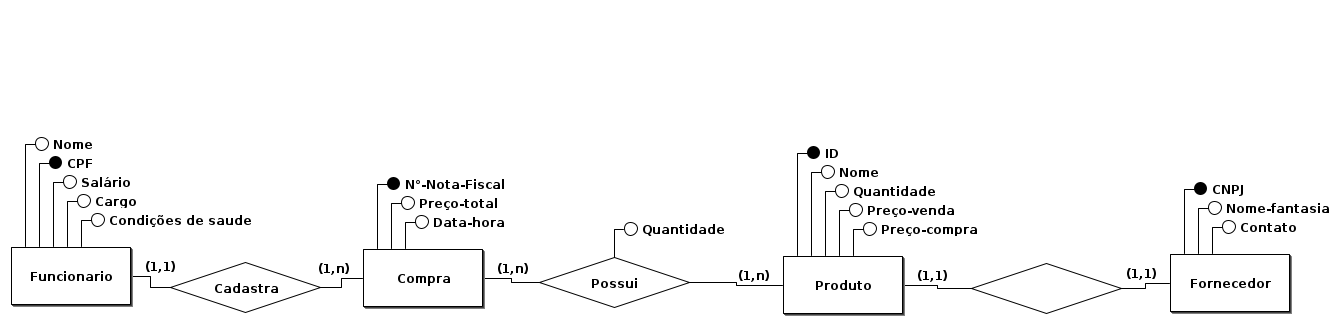 Nome
CPF
Salário
Cargo
Condições de saude
Funcionario
(1,1)
Cadastra
(1,n)
N°-Nota-Fiscal
Preço-total
Data-hora
Compra
(1,n)
Quantidade
Possui
(1,n)
ID
Nome
Quantidade
Preço-venda
Preço-compra
Produto
(1,1)
(1,1)
CNPJ
Nome-fantasia
Contato
Fornecedor